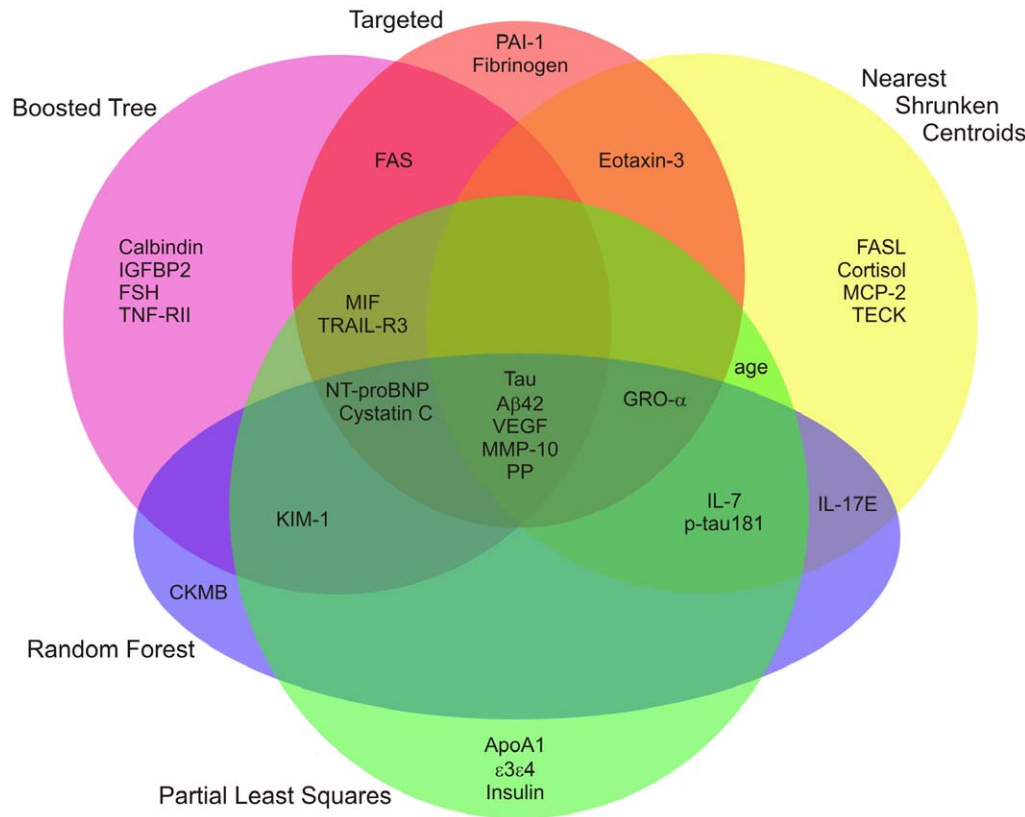 Targeted
PAI-1
Fibrinogen
Boosted Tree
Nearest
Shrunken
Centroids
FAS
Eotaxin-3
Calbindin
IGFBP2
FSH
TNF-RII
FASL
Cortisol
MCP-2
TECK
MIF
TRAIL-R3
age
NT-proBNP
Cystatin C
Tau
Aβ42
VEGF
MMP-10
PP
GRO-α
KIM-1
IL-7
p-tau181
IL-17E
CKMB
Random Forest
ApoA1
ε3ε4
Insulin
Partial Least Squares